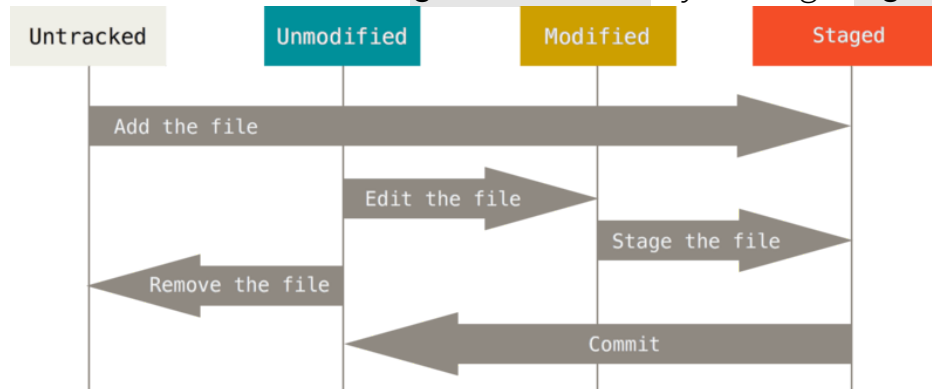 Untracked
Unmodified
Modified
Staged
Add the file
Edit the file
Stage the file
Remove the file
Commit